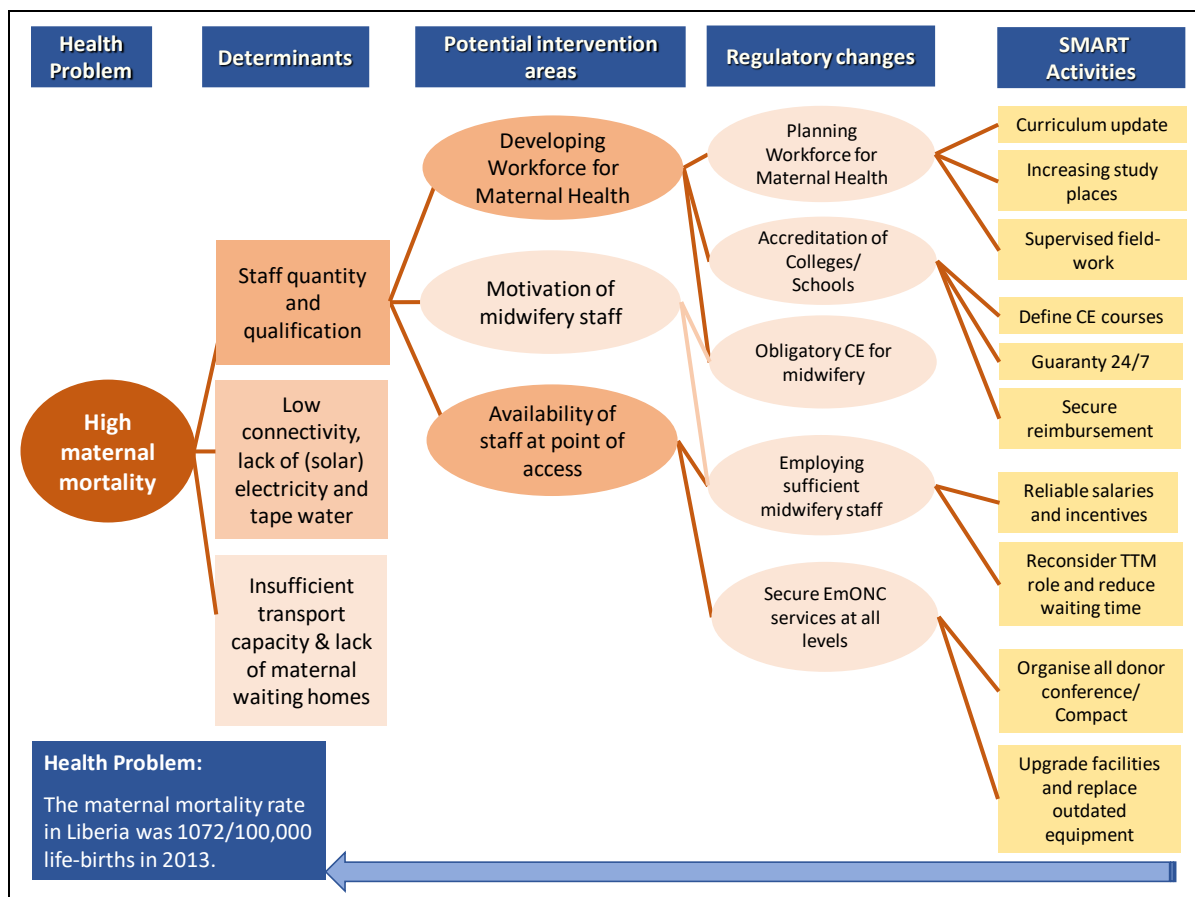 Health
Problem
Determinants
Potential intervention
areas
Regulatory changes
SMART
Activities
High
maternal
mortality
Staff quantity
and
qualification
Low
connectivity,
lack of (solar)
electricity and
tape water
Insufficient
transport
capacity & lack
of maternal
waiting homes
Developing
Workforce for
Maternal Health
Motivation of
midwifery staff
Availability of
staff at point of
access
Planning
Workforce for
Maternal Health
Accreditation of
Colleges/
Schools
Obligatory CE for
midwifery
Employing
sufficient
midwifery staff
Secure EmONC
services at all
levels
Curriculum update
Increasing study
places
Supervised field-
work
Define CE courses
Guaranty 24/7
Secure
reimbursement
Reliable salaries
and incentives
Reconsider TTM
role and reduce
waiting time
Organise all donor
conference/
Compact
Upgrade facilities
and replace
outdated
equipment
Health Problem:
The maternal mortality rate
in Liberia was 1072/100,000
life-births in 2013.